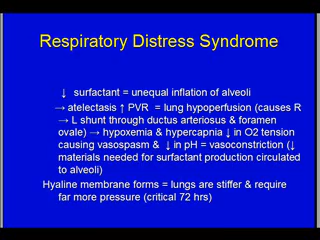 Respiratory Distress Syndrome
↓ surfactant = unequal inflation of alveoli
→ atelectasis ↑ PVR = lung hypoperfusion (causes R
→ L shunt through ductus arteriosus & foramen
ovale) → hypoxemia & hypercapnia ↓ in O2 tension
causing vasospasm & ↓ in pH = vasoconstriction (↓
materials needed for surfactant production circulated
to alveoli)
Hyaline membrane forms = lungs are stiffer & require
far more pressure (critical 72 hrs)